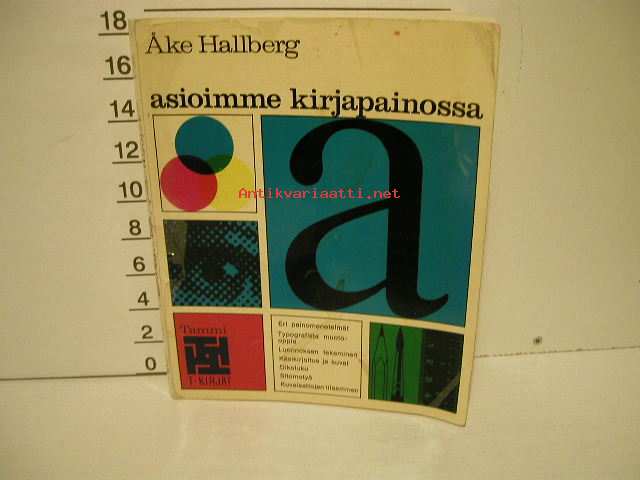 18
16
14
12
10
8
6
4
2
0
Åke Hallberg
asioimme kirjapainossa
a
Antikvariaatti.net
Tammi
T-KIRJAT
Eri painomenetelmät
Typografista muoto-
oppia
Luonnoksen tekeminen
Käsikirjoitus ja kuvat
Oikoluku
Sitomotyö
Kuvalaattojen tilaaminen